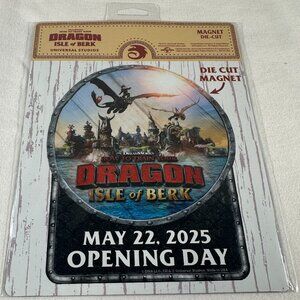 DRAGON
ISLE of BERK
UNIVERSAL STUDIOS
MAGNET
DIE-CUT
DIE CUT
MAGNET
DREAMWORKS
HOW TO TRAIN YOUR
DRAGON
ISLE of BERK
MAY 22, 2025
OPENING DAY